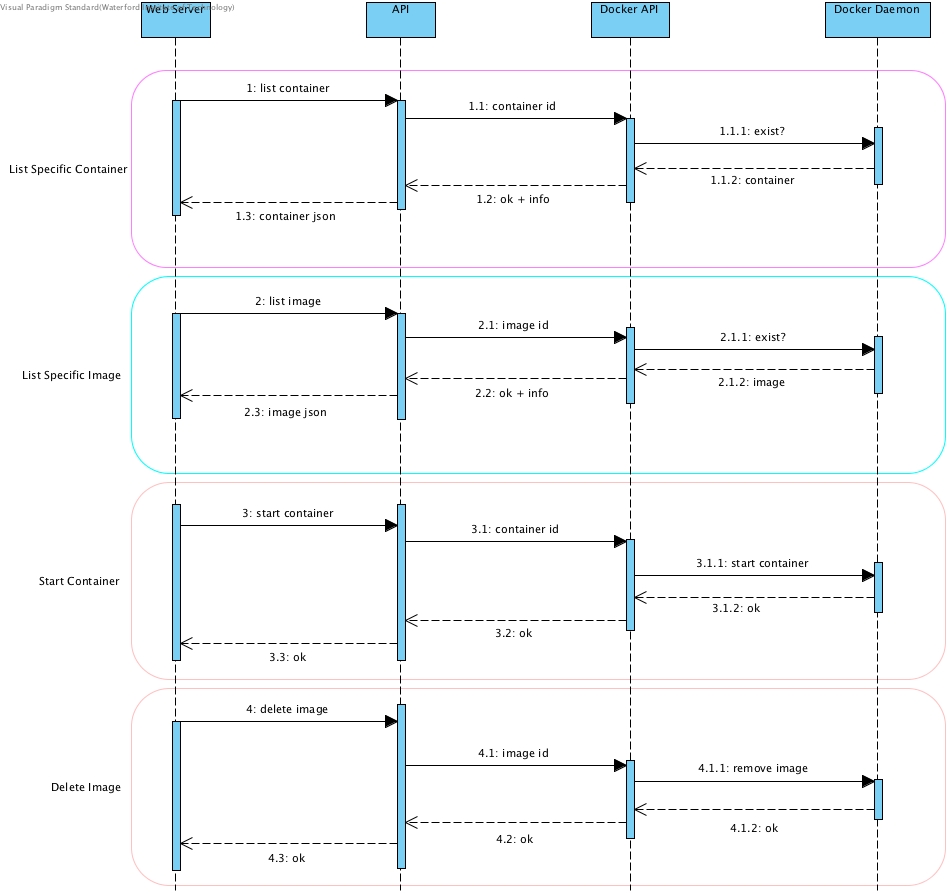 Visual Paradigm Standard(Waterford of Technology)
Web Server
API
Docker API
Docker Daemon
List Specific Container
1: list container
1.1: container id
1.1.1: exist?
1.1.2: container
1.2: ok + info
1.3: container json
List Specific Image
2: list image
2.1: image id
2.1.1: exist?
2.1.2: image
2.2: ok + info
2.3: image json
Start Container
3: start container
3.1: container id
3.1.1: start container
3.1.2: ok
3.2: ok
3.3: ok
Delete Image
4: delete image
4.1: image id
4.1.1: remove image
4.1.2: ok
4.2: ok
4.3: ok